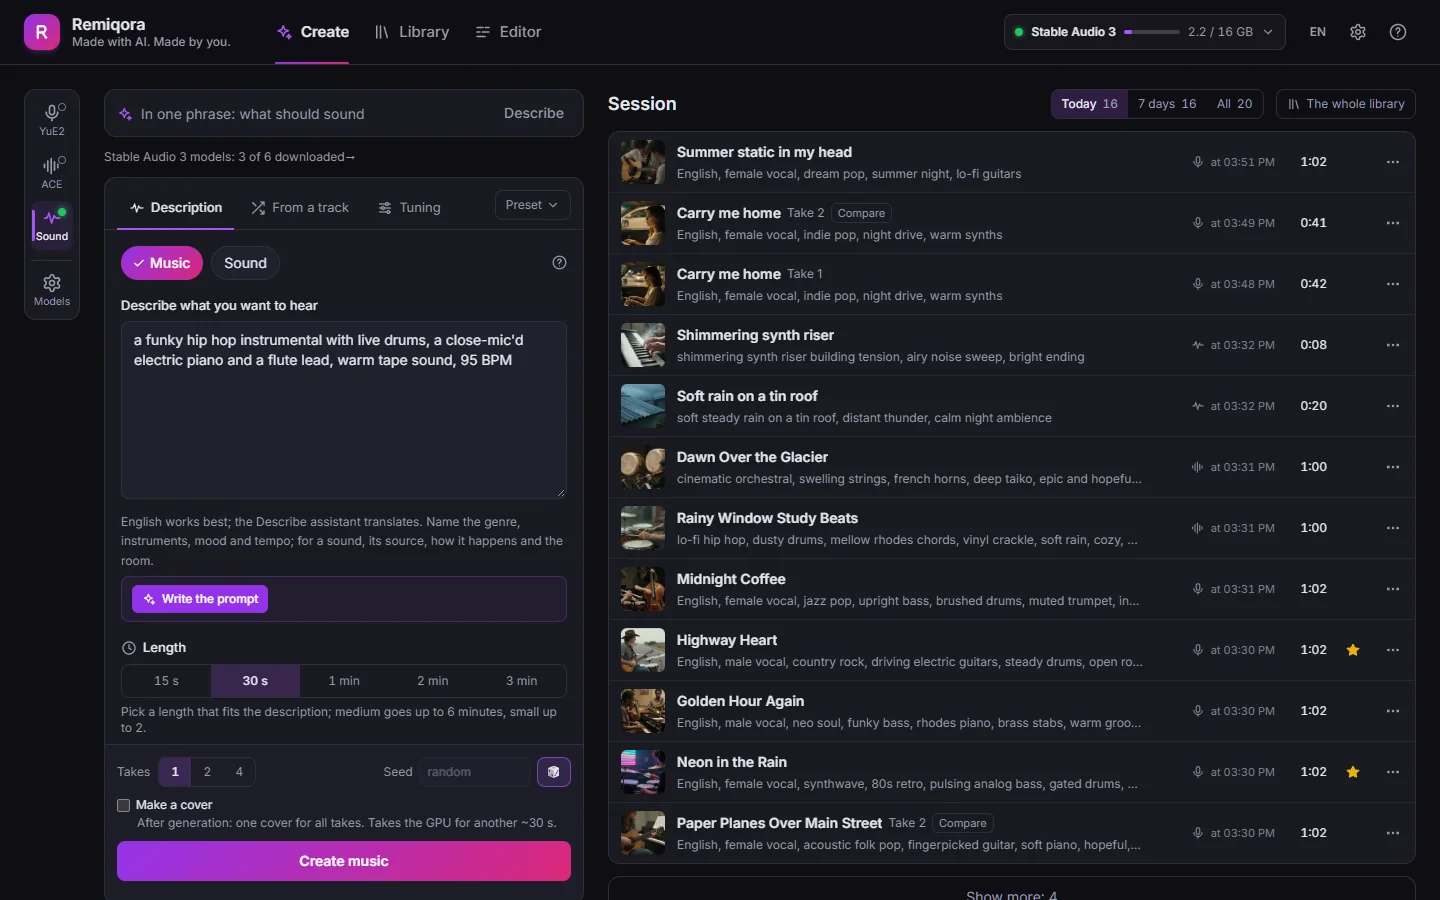 R
Remiqora
Made with AI. Made by you.
Create
Library
Editor
Stable Audio 3
2.2 / 16 GB
EN
YuE2
ACE
Sound
Models
In one phrase: what should sound
Describe
Stable Audio 3 models: 3 of 6 downloaded→
Description
From a track
Tuning
Preset
Music
Sound
Describe what you want to hear
a funky hip hop instrumental with live drums, a close-mic'd
electric piano and a flute lead, warm tape sound, 95 BPM
English works best; the Describe assistant translates. Name the genre,
instruments, mood and tempo; for a sound, its source, how it happens and the
room.
Write the prompt
Length
15 s
30 s
1 min
2 min
3 min
Pick a length that fits the description; medium goes up to 6 minutes, small up
to 2.
Takes
1
2
4
Seed
random
Make a cover
After generation: one cover for all takes. Takes the GPU for another ~30 s.
Create music
Session
Today 16
7 days 16
All 20
The whole library
Summer static in my head
English, female vocal, dream pop, summer night, lo-fi guitars
at 03:51 PM
1:02
Carry me home Take 2 Compare
English, female vocal, indie pop, night drive, warm synths
at 03:49 PM
0:41
Carry me home Take 1
English, female vocal, indie pop, night drive, warm synths
at 03:48 PM
0:42
Shimmering synth riser
shimmering synth riser building tension, airy noise sweep, bright ending
at 03:32 PM
0:08
Soft rain on a tin roof
soft steady rain on a tin roof, distant thunder, calm night ambience
at 03:32 PM
0:20
Dawn Over the Glacier
cinematic orchestral, swelling strings, french horns, deep taiko, epic and hopefu...
at 03:31 PM
1:00
Rainy Window Study Beats
lo-fi hip hop, dusty drums, mellow rhodes chords, vinyl crackle, soft rain, cozy, ...
at 03:31 PM
1:00
Midnight Coffee
English, female vocal, jazz pop, upright bass, brushed drums, muted trumpet, in...
at 03:31 PM
1:02
Highway Heart
English, male vocal, country rock, driving electric guitars, steady drums, open ro...
at 03:30 PM
1:02
Golden Hour Again
English, male vocal, neo soul, funky bass, rhodes piano, brass stabs, warm groo...
at 03:30 PM
1:02
Neon in the Rain
English, female vocal, synthwave, 80s retro, pulsing analog bass, gated drums, ...
at 03:30 PM
1:02
Paper Planes Over Main Street Take 2 Compare
English, female vocal, acoustic folk pop, fingerpicked guitar, soft piano, hopeful,...
at 03:30 PM
1:02
Show more: 4